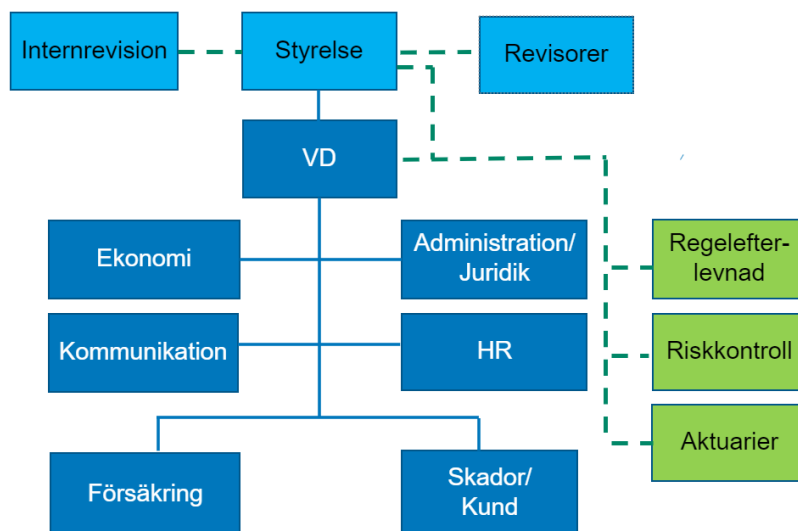 Internrevision
Styrelse
Revisorer
VD
Ekonomi
Administration/
Juridik
Regelefter-
levnad
Kommunikation
HR
Riskkontroll
Aktuarier
Försäkring
Skador/
Kund